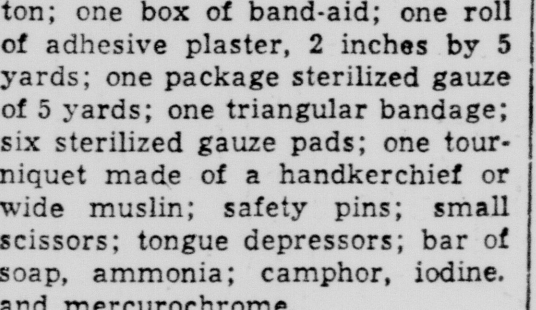 ton; one box of band-aid; one roll
of adhesive plaster, 2 inches by 5
yards; one package sterilized gauze
of 5 yards; one triangular bandage;
six sterilized gauze pads; one tour-
niquet made of a handkerchief or
wide muslin; safety pins; small
scissors; tongue depressors; bar of
soap, ammonia; camphor, iodine.
and mercurochrome